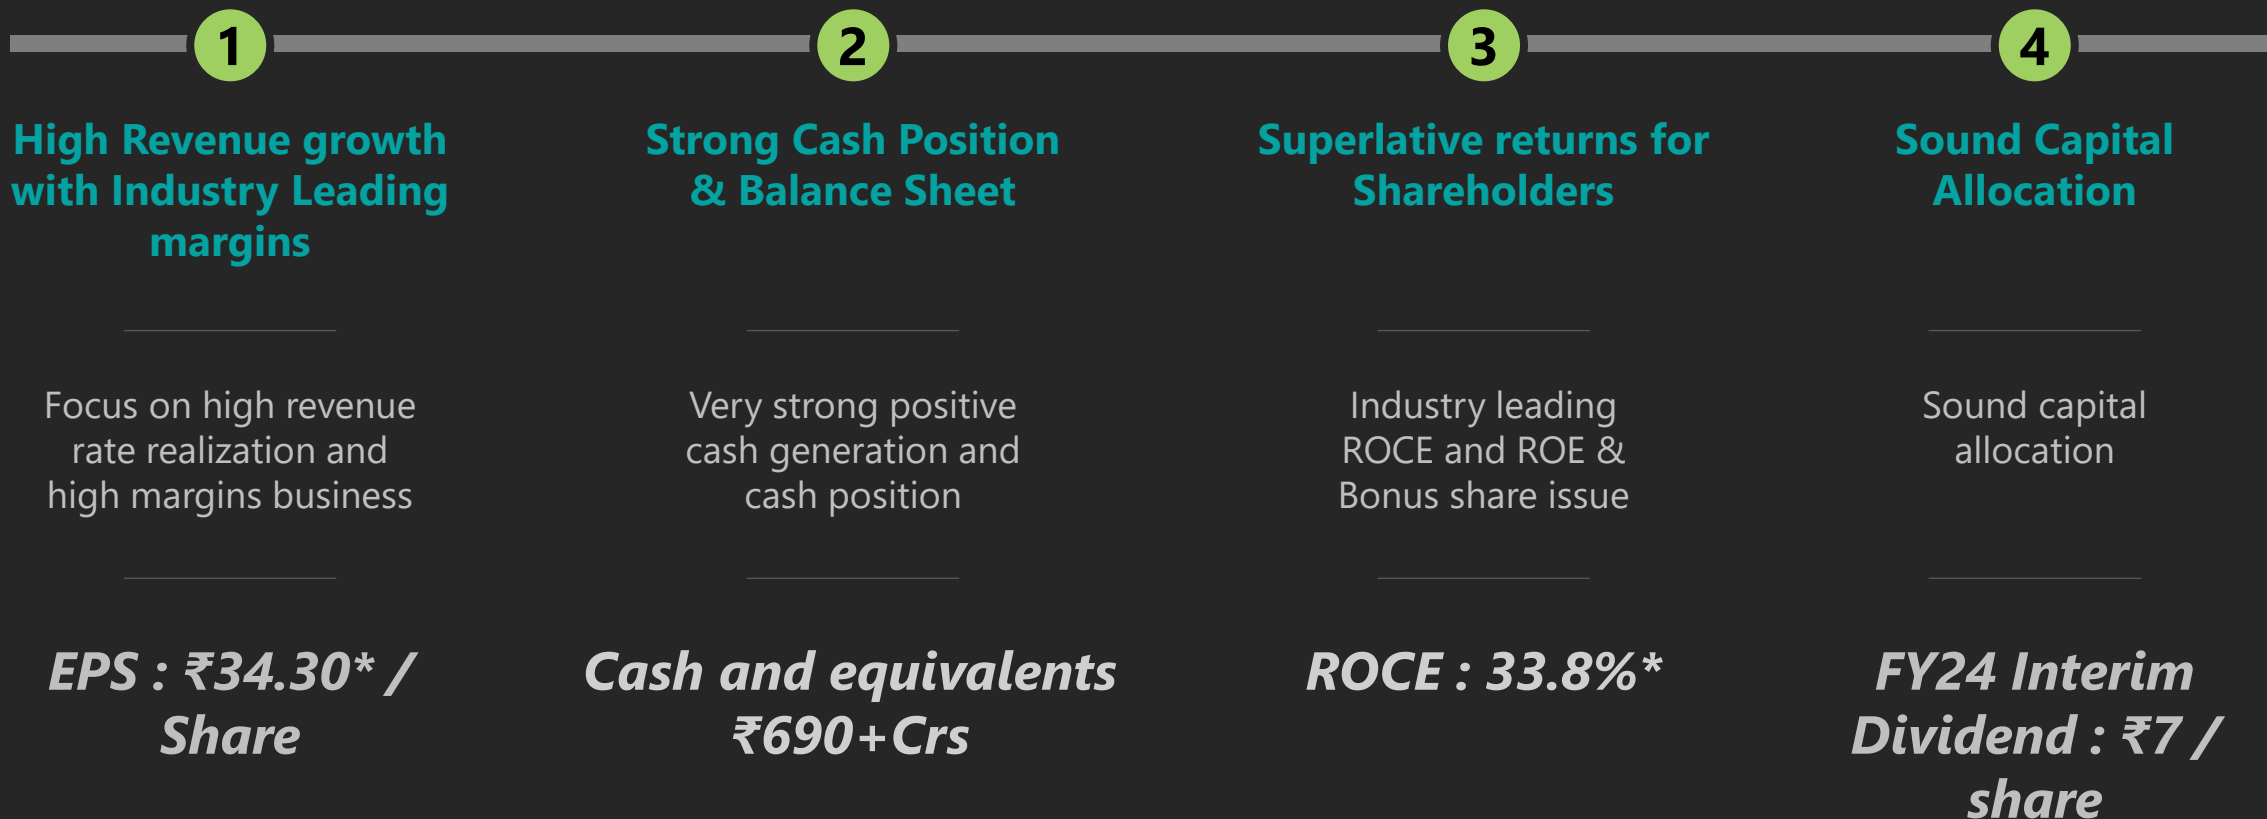 1
High Revenue growth
with Industry Leading
margins
Focus on high revenue
rate realization and
high margins business
EPS : ₹34.30* /
Share
2
Strong Cash Position
& Balance Sheet
Very strong positive
cash generation and
cash position
Cash and equivalents
₹690+Crs
3
Superlative returns for
Shareholders
Industry leading
ROCE and ROE &
Bonus share issue
ROCE : 33.8%*
4
Sound Capital
Allocation
Sound capital
allocation
FY24 Interim
Dividend : ₹7 /
share